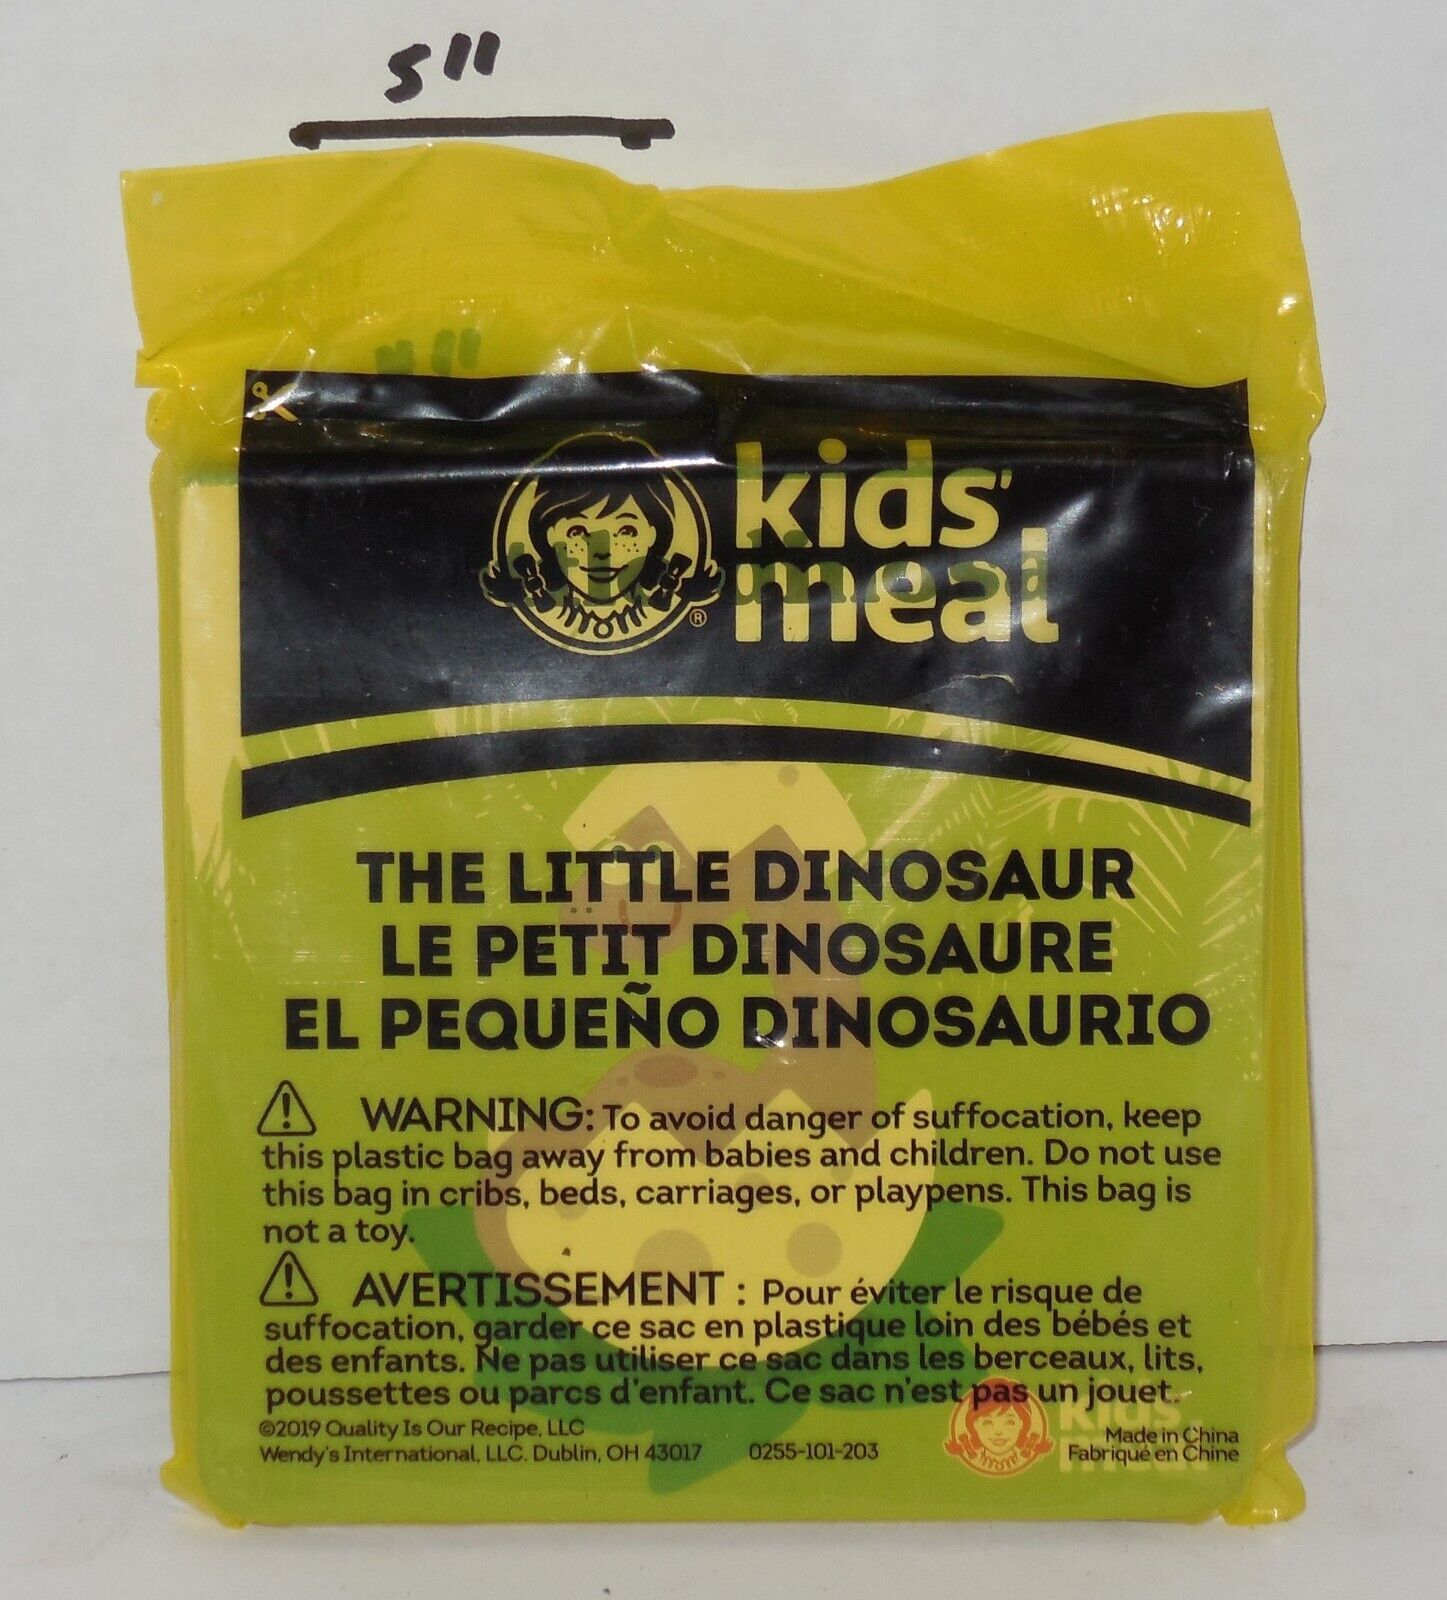 5"
kids'
meal
®
THE LITTLE DINOSAUR
LE PETIT DINOSAURE
EL PEQUEÑO DINOSAURIO
WARNING: To avoid danger of suffocation, keep
this plastic bag away from babies and children. Do not use
this bag in cribs, beds, carriages, or playpens. This bag is
not a toy.
AVERTISSEMENT : Pour éviter le risque de
suffocation, garder ce sac en plastique loin des bébés et
des enfants. Ne pas utiliser ce sac dans les berceaux, lits,
poussettes ou parcs d'enfant. Ce sac n'est pas un jouet.
©2019 Quality Is Our Recipe, LLC
Wendy's International, LLC. Dublin, OH 43017 0255-101-203
Made in China
Fabriqué en Chine
kids'
meal